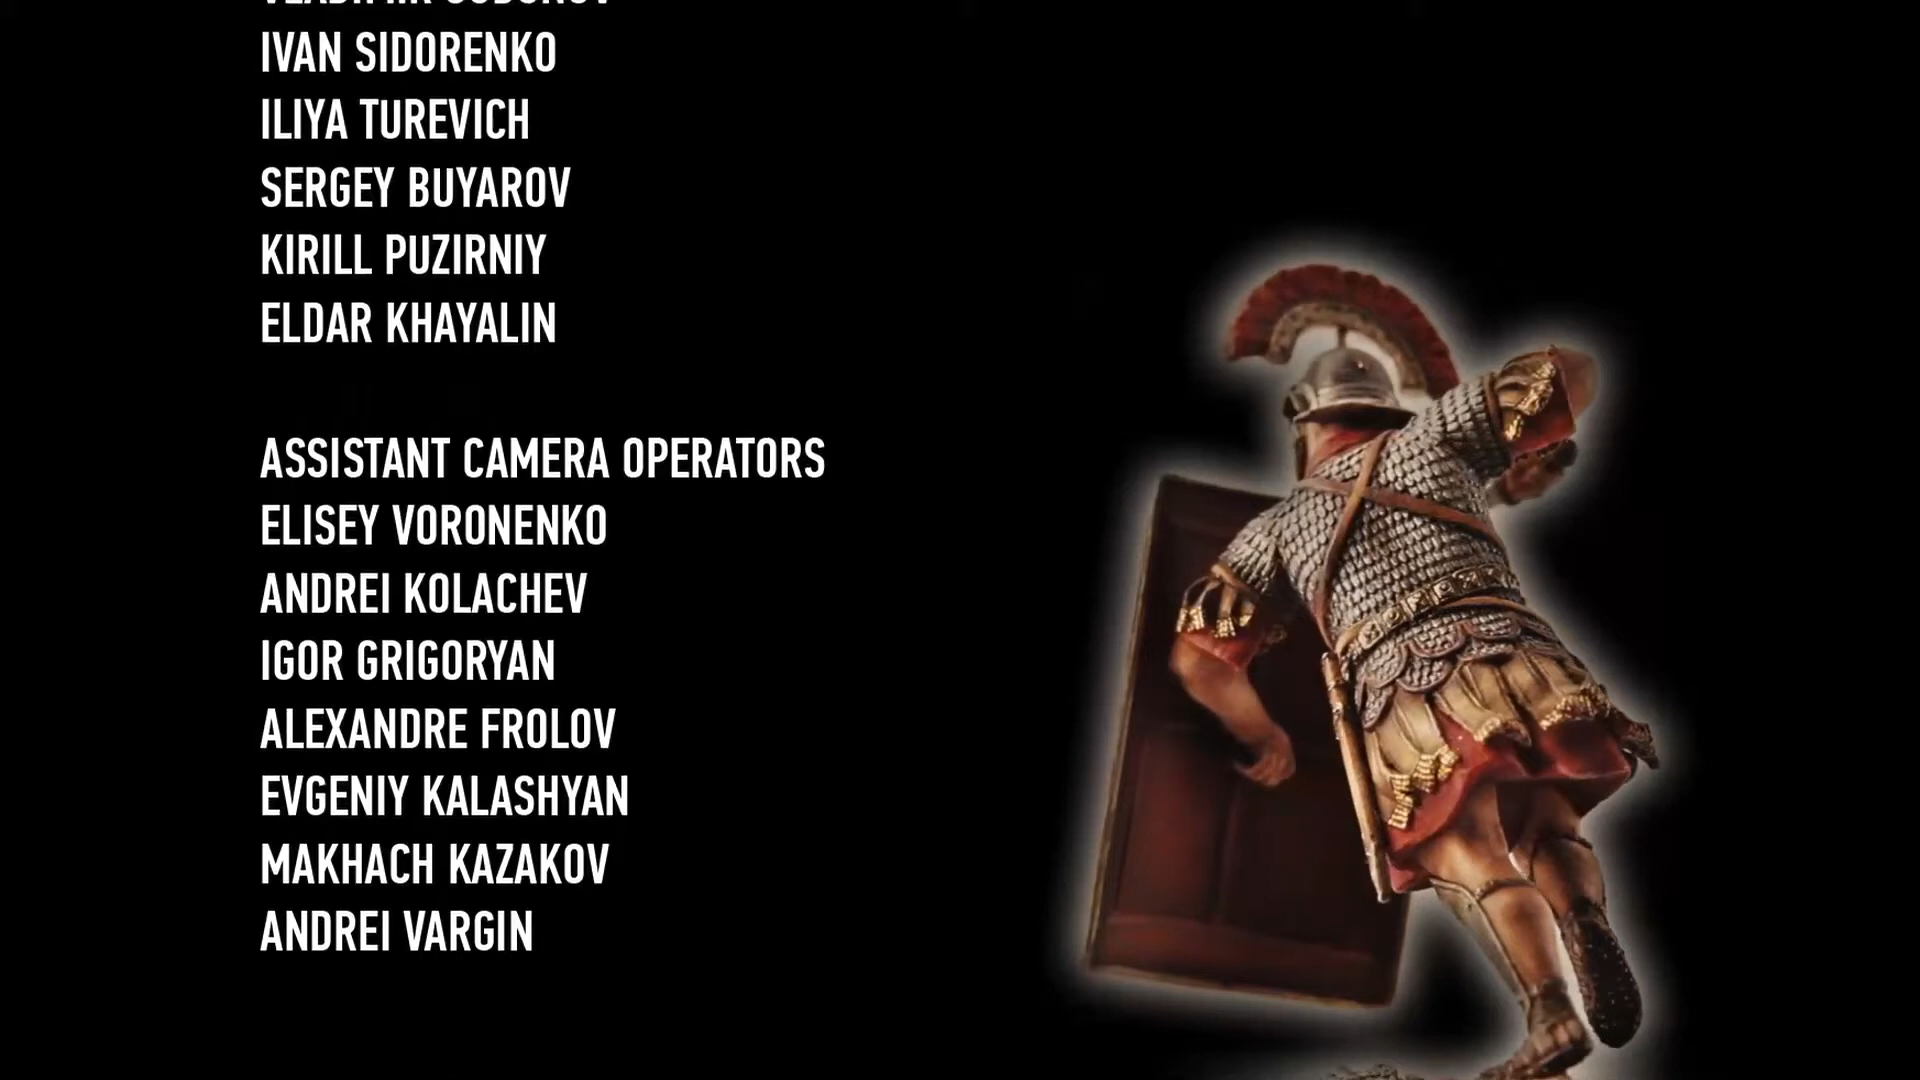 IVAN SIDORENKO
ILIYA TUREVICH
SERGEY BUYAROV
KIRILL PUZIRNIY
ELDAR KHAYALIN
ASSISTANT CAMERA OPERATORS
ELISEY VORONENKO
ANDREI KOLACHEV
IGOR GRIGORYAN
ALEXANDRE FROLOV
EVGENIY KALASHYAN
MAKHACH KAZAKOV
ANDREI VARGIN